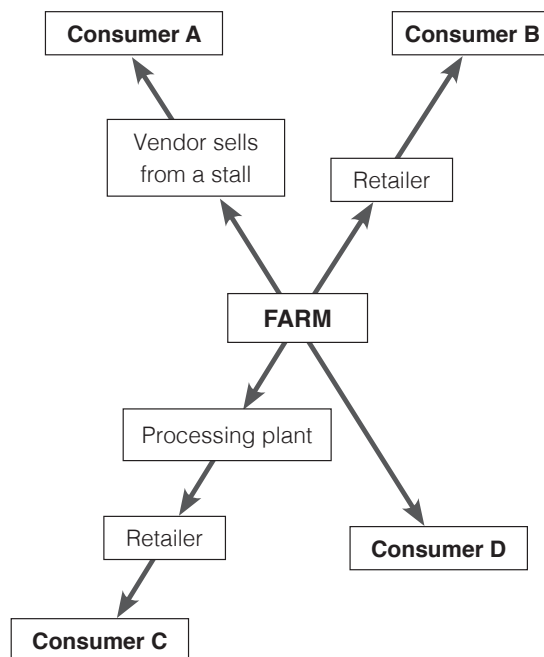 Consumer A
Consumer B
Vendor sells
from a stall
Retailer
FARM
Processing plant
Retailer
Consumer D
Consumer C